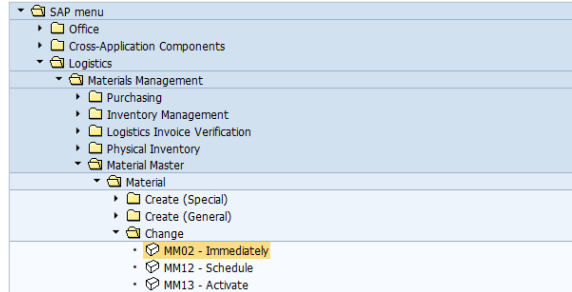 SAP menu
Office
Cross-Application Components
Logistics
Materials Management
Purchasing
Inventory Management
Logistics Invoice Verification
Physical Inventory
Material Master
Material
Create (Special)
Create (General)
Change
MM02 - Immediately
MM12 - Schedule
MM13 - Activate